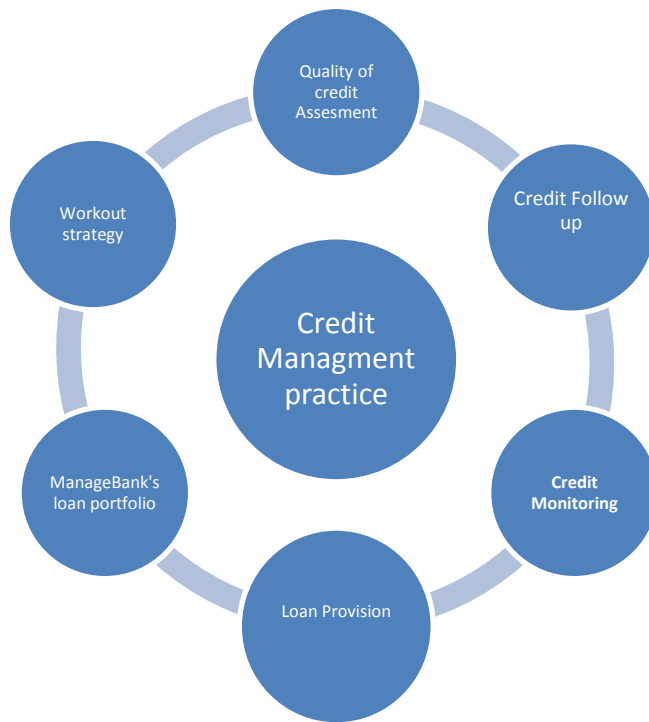 Quality of
credit
Assesment
Credit Follow
up
Credit
Monitoring
Loan Provision
ManageBank's
loan portfolio
Workout
strategy
Credit
Managment
practice